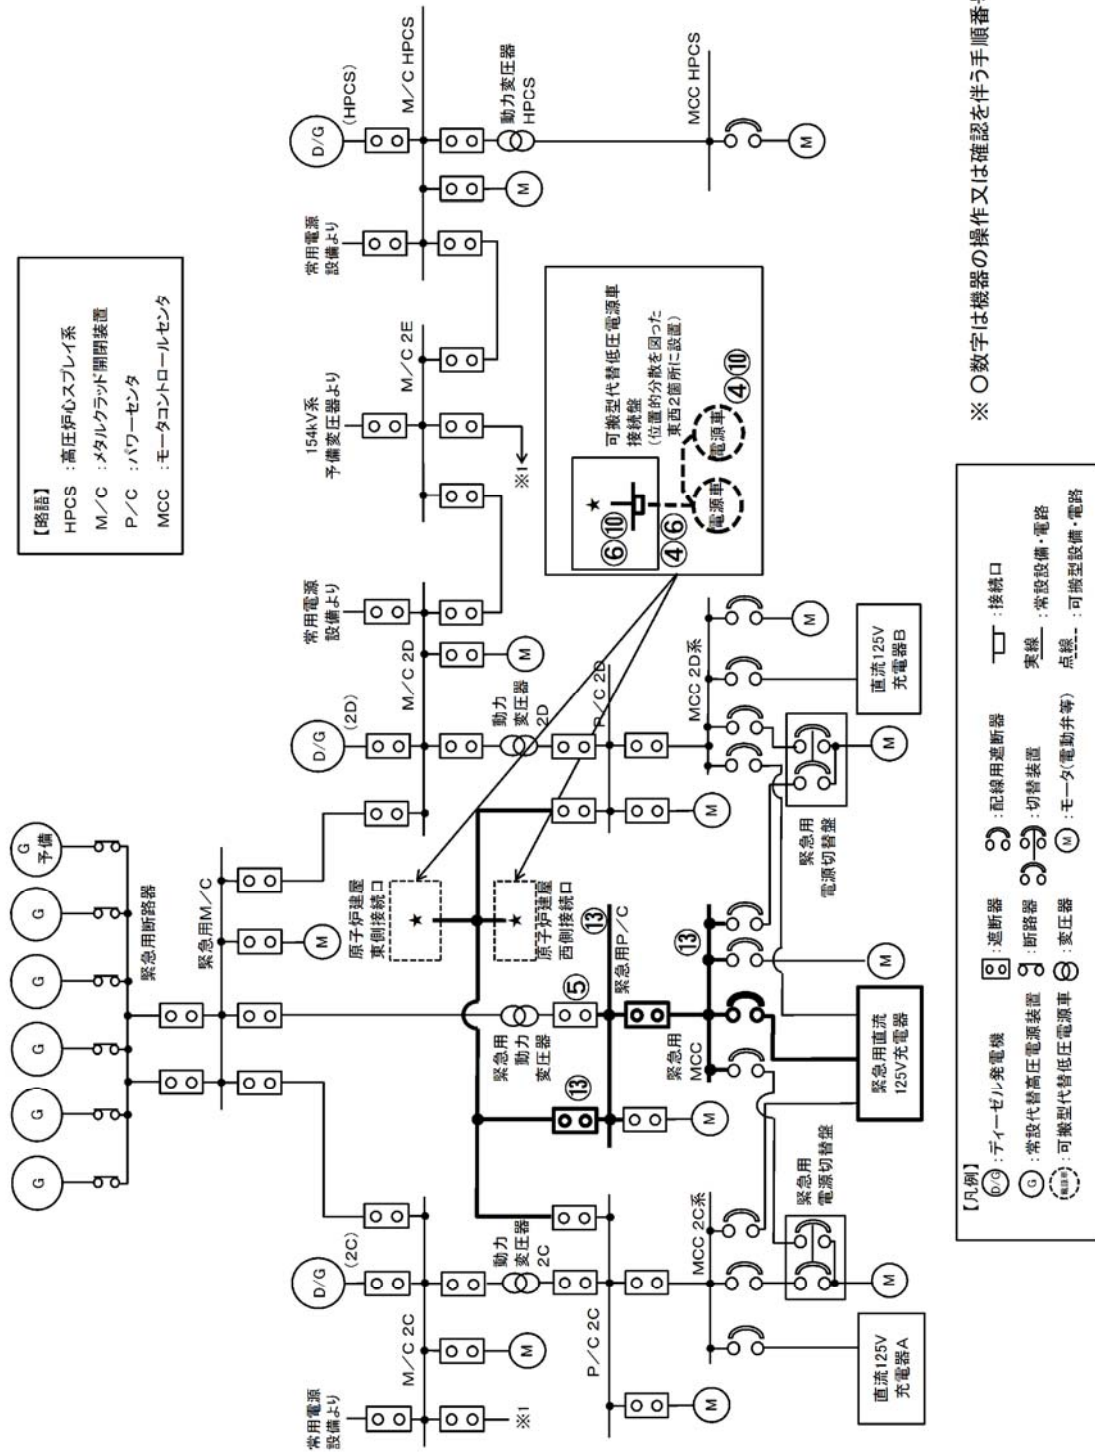 【略語】
HPCS :高圧炉心スプレイ系
M/C :メタルクラッド開閉装置
P/C :パワーセンタ
MCC :モータコントロールセンタ
G
G
G
G
G
G
予備
緊急用断路器
緊急用M/C
M
常用電源
設備より
※1
M/C 2C
M
D/G
(2C)
動力
変圧器
2C
P/C 2C
M
MCC 2C系
直流125V
充電器A
M
緊急用
電源切替盤
緊急用
動力
変圧器
⑤
⑬
緊急用P/C
⑬
M
緊急用
MCC
⑬
緊急用直流
125V充電器
M
原子炉建屋
東側接続口
★
原子炉建屋
西側接続口
★
D/G
(2D)
M/C 2D
M
常用電源
設備より
動力
変圧器
2D
P/C 2D
M
MCC 2D系
緊急用
電源切替盤
M
M
直流125V
充電器B
154kV系
予備変圧器より
M/C 2E
※1
可搬型代替低圧電源車
接続盤
(位置的分散を図った
東西2箇所に設置)
★
⑥⑩
④⑥
電源車
電源車
④⑩
常用電源
設備より
M
D/G
(HPCS)
M/C HPCS
動力変圧器
HPCS
MCC HPCS
M
【凡例】
D/G :ディーゼル発電機
:遮断器
:配線用遮断器
:接続口
G :常設代替高圧電源装置
:断路器
:切替装置
実線 :常設設備・電路
電源車 :可搬型代替低圧電源車
:変圧器
M :モータ(電動弁等)
点線 :可搬型設備・電路
※ 〇数字は機器の操作又は確認を伴う手順番